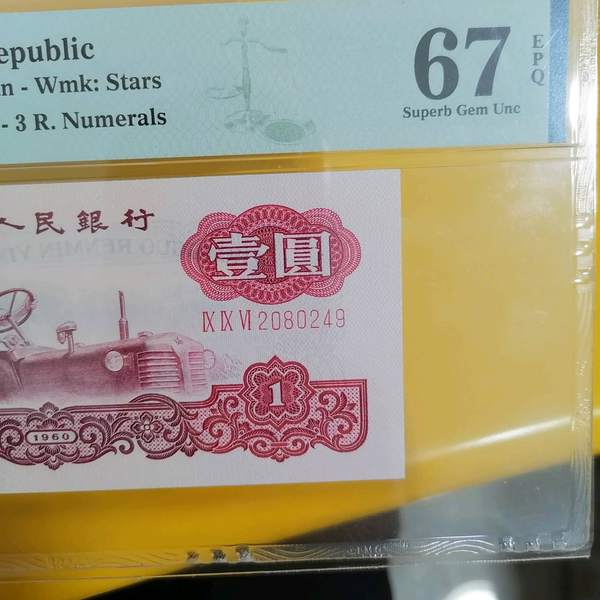 epublic
n - Wmk: Stars
- 3 R. Numerals
67
EPQ
Superb Gem Unc
人民銀行
壹圓
IX X VI 2080249
1
1960